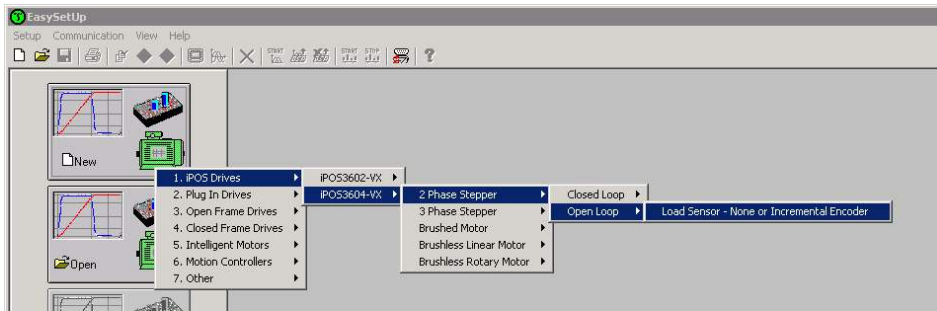 EasySetUp
Setup Communication View Help
START START STOP
New
Open
1. iPOS Drives
2. Plug In Drives
3. Open Frame Drives
4. Closed Frame Drives
5. Intelligent Motors
6. Motion Controllers
7. Other
iPOS3602-VX
iPOS3604-VX
2 Phase Stepper
3 Phase Stepper
Brushed Motor
Brushless Linear Motor
Brushless Rotary Motor
Closed Loop
Open Loop
Load Sensor - None or Incremental Encoder